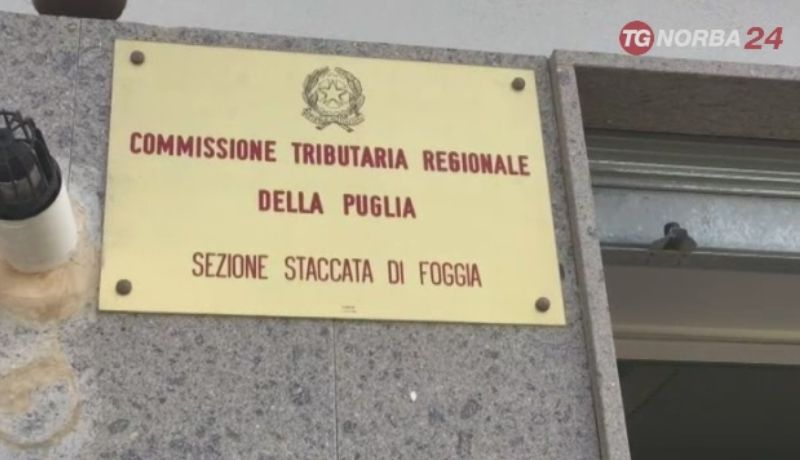 TG NORBA 24
COMMISSIONE TRIBUTARIA REGIONALE
DELLA PUGLIA
SEZIONE STACCATA DI FOGGIA